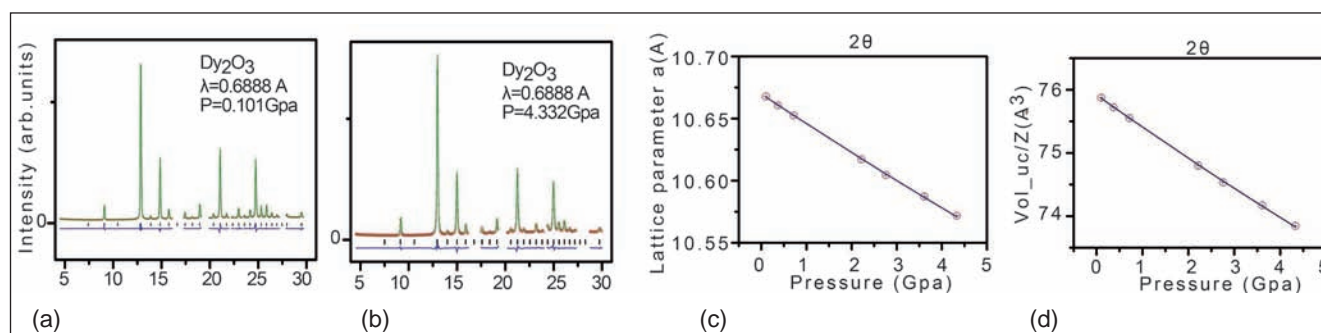 Intensity (arb.units)
0
Dy2O3
λ=0.6888 A
P=0.101Gpa
5 10 15 20 25 30
(a)
0
Dy2O3
λ=0.6888 A
P=4.332Gpa
5 10 15 20 25 30
(b)
2θ
Lattice parameter a(A)
10.70
10.65
10.60
10.55
0 1 2 3 4 5
Pressure (Gpa)
(c)
2θ
Vol_uc/Z(A3)
76
75
74
0 1 2 3 4 5
Pressure (Gpa)
(d)